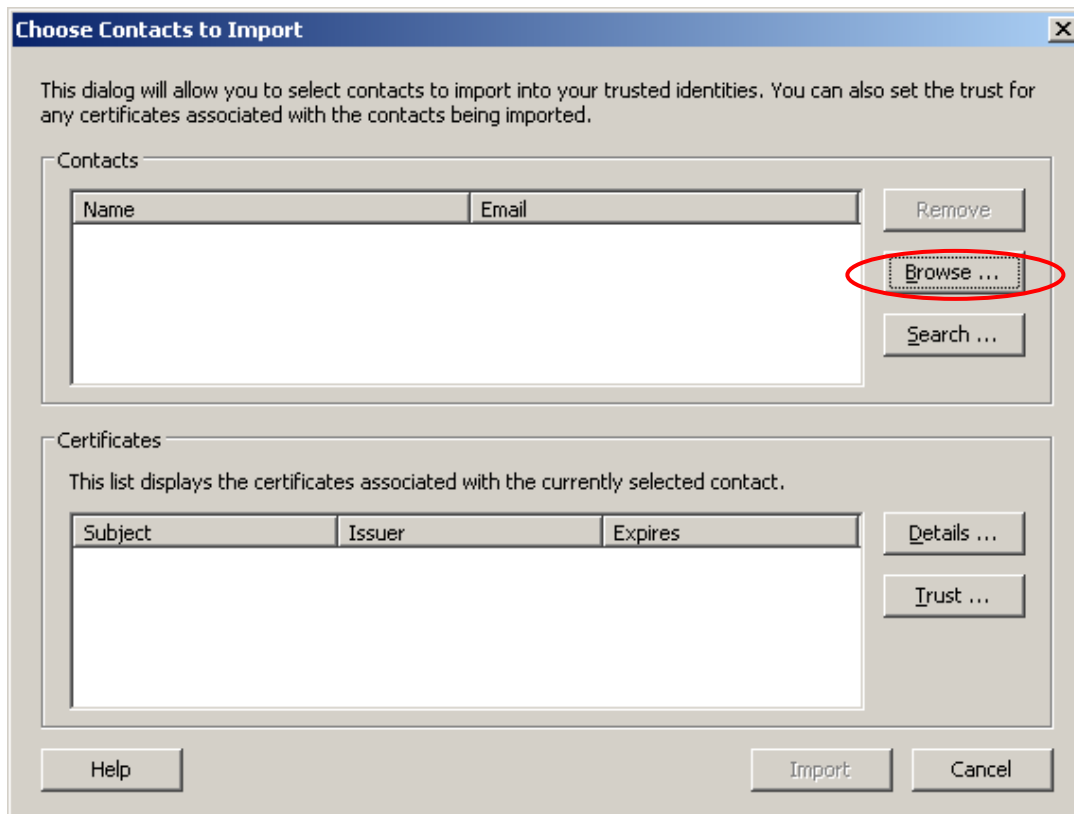 Choose Contacts to Import
This dialog will allow you to select contacts to import into your trusted identities. You can also set the trust for
any certificates associated with the contacts being imported.
Contacts
Name Email
Remove
Browse ...
Search ...
Certificates
This list displays the certificates associated with the currently selected contact.
Subject Issuer Expires
Details ...
Trust ...
Help Import Cancel